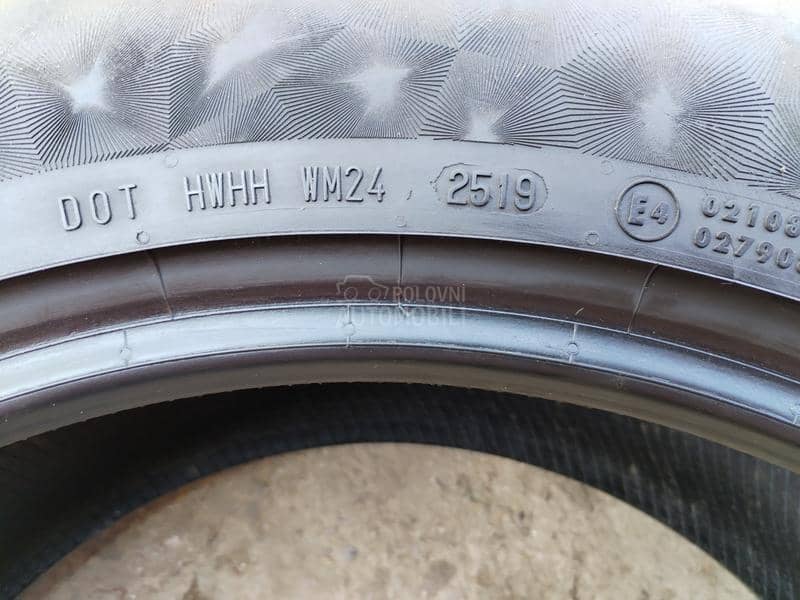 DOT HWHH WM24 2519 E4
POLOVNI
AUTOMOBILI